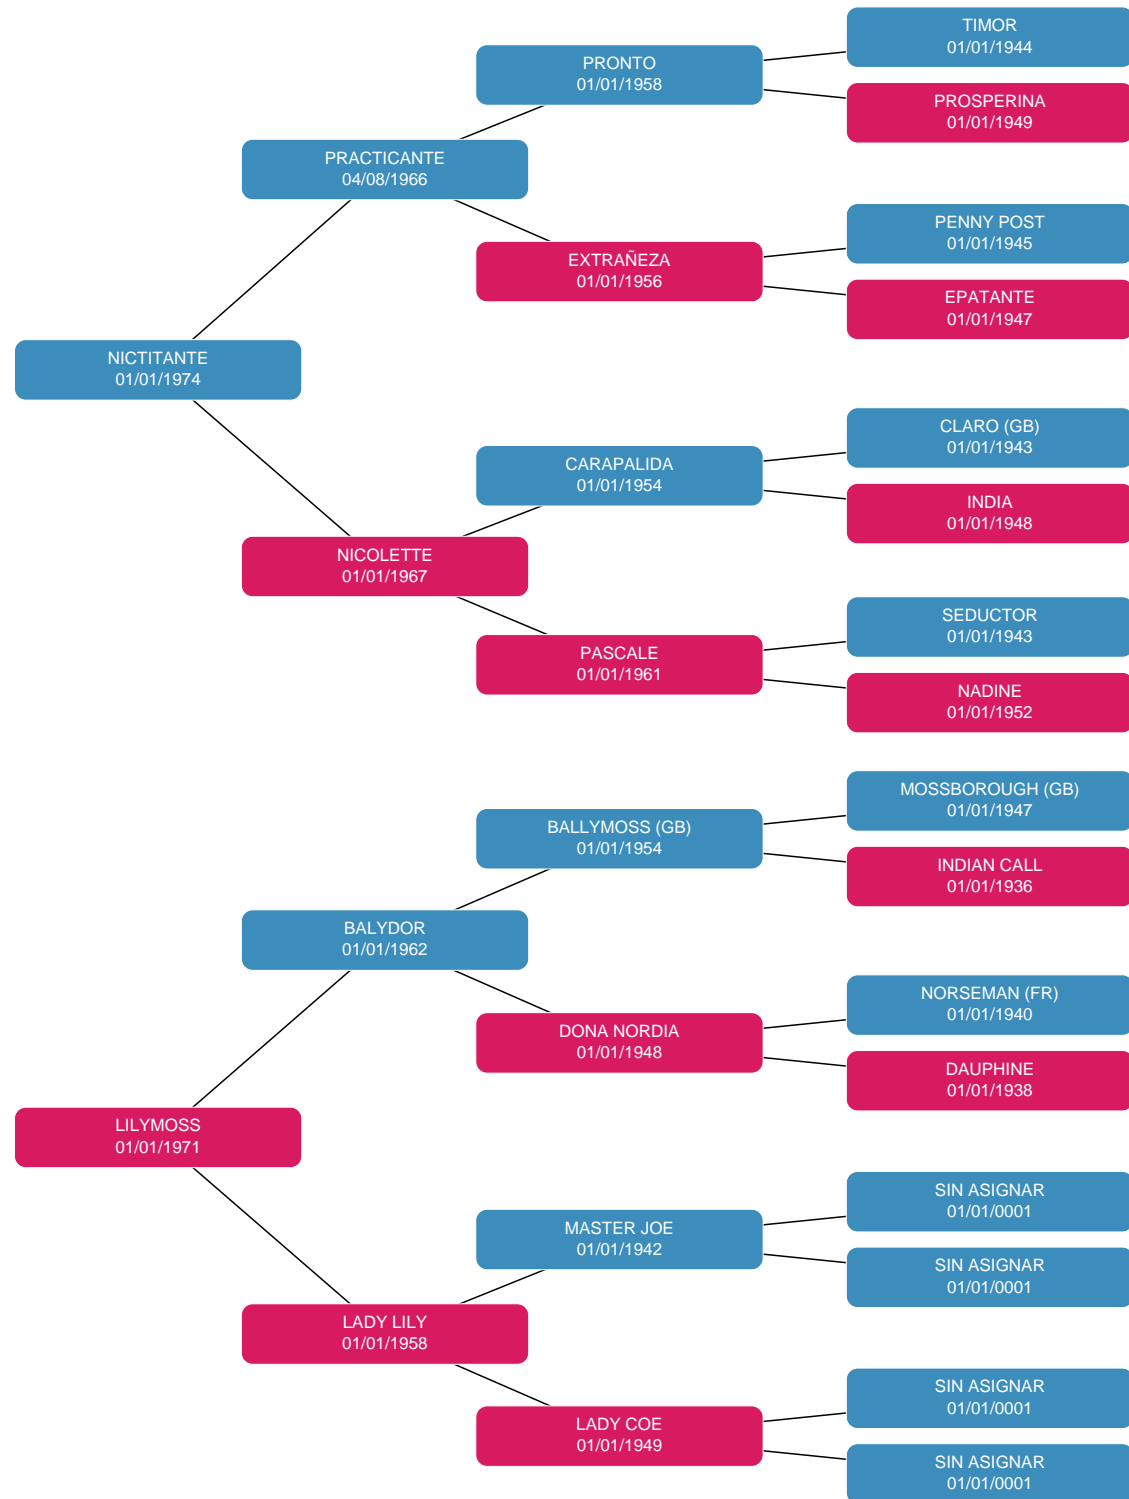 TIMOR
01/01/1944
PRONTO
01/01/1958
PROSPERINA
01/01/1949
PRACTICANTE
04/08/1966
PENNY POST
01/01/1945
EXTRAÑEZA
01/01/1956
EPATANTE
01/01/1947
NICTITANTE
01/01/1974
CLARO (GB)
01/01/1943
CARAPALIDA
01/01/1954
INDIA
01/01/1948
NICOLETTE
01/01/1967
SEDUCTOR
01/01/1943
PASCALE
01/01/1961
NADINE
01/01/1952
MOSSBOROUGH (GB)
01/01/1947
BALLYMOSS (GB)
01/01/1954
INDIAN CALL
01/01/1936
BALYDOR
01/01/1962
NORSEMAN (FR)
01/01/1940
DONA NORDIA
01/01/1948
DAUPHINE
01/01/1938
LILYMOSS
01/01/1971
SIN ASIGNAR
01/01/0001
MASTER JOE
01/01/1942
SIN ASIGNAR
01/01/0001
LADY LILY
01/01/1958
SIN ASIGNAR
01/01/0001
LADY COE
01/01/1949
SIN ASIGNAR
01/01/0001